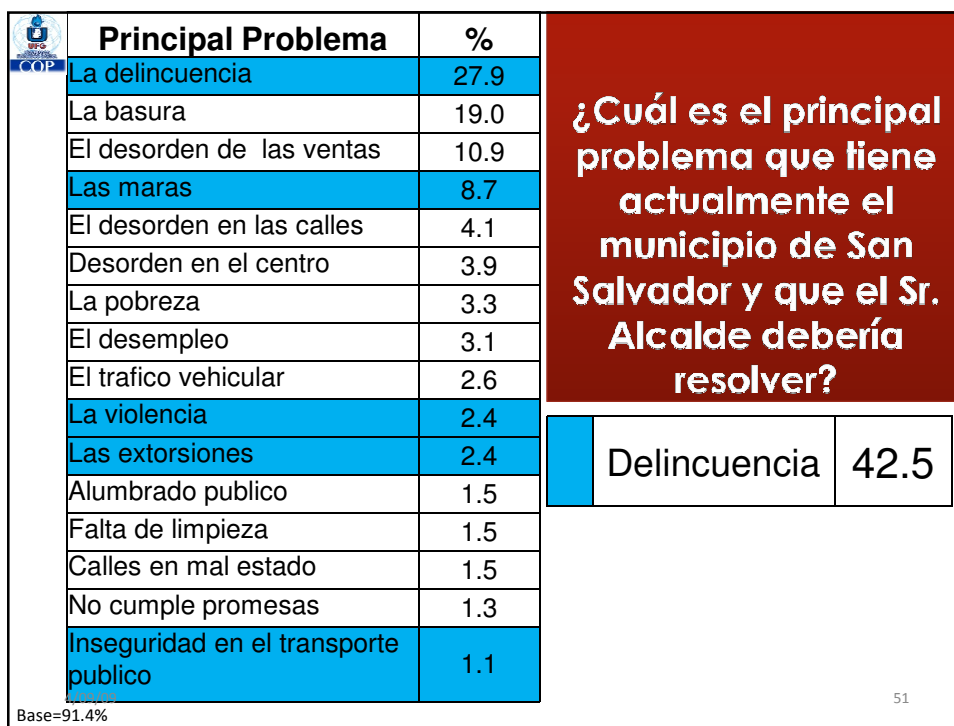 UFG
COP
Principal Problema %
La delincuencia 27.9
La basura 19.0
El desorden de las ventas 10.9
Las maras 8.7
El desorden en las calles 4.1
Desorden en el centro 3.9
La pobreza 3.3
El desempleo 3.1
El trafico vehicular 2.6
La violencia 2.4
Las extorsiones 2.4
Alumbrado publico 1.5
Falta de limpieza 1.5
Calles en mal estado 1.5
No cumple promesas 1.3
Inseguridad en el transporte
publico 1.1
Base=91.4%
¿Cuál es el principal
problema que tiene
actualmente el
municipio de San
Salvador y que el Sr.
Alcalde debería
resolver?
Delincuencia 42.5
51